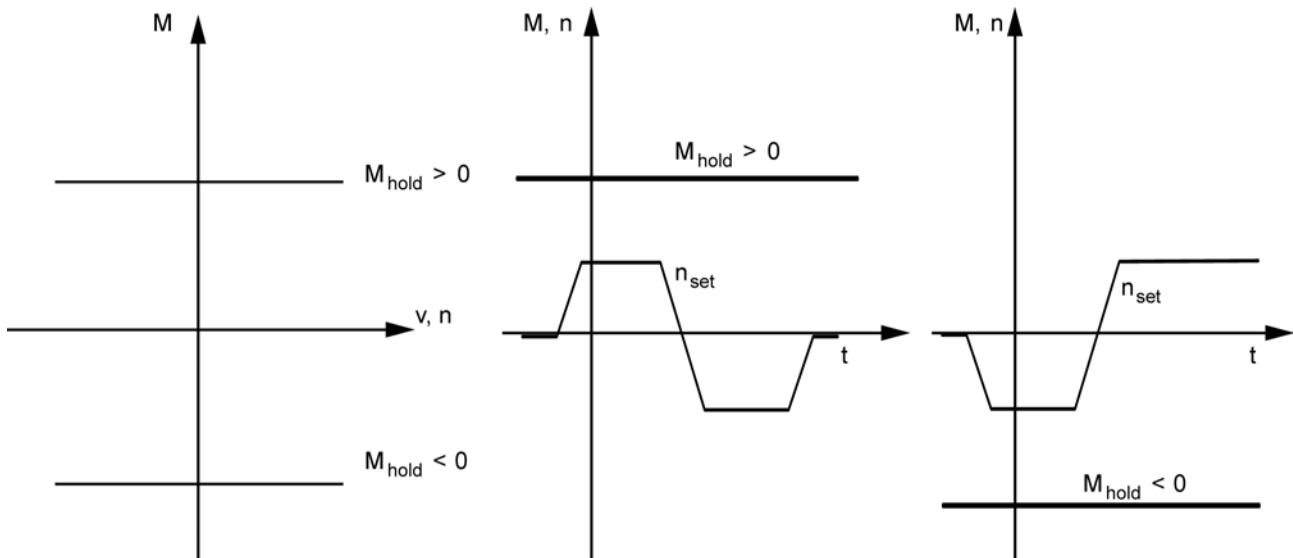 M
M_hold > 0
v, n
M_hold < 0
M, n
M_hold > 0
n_set
t
M, n
n_set
t
M_hold < 0